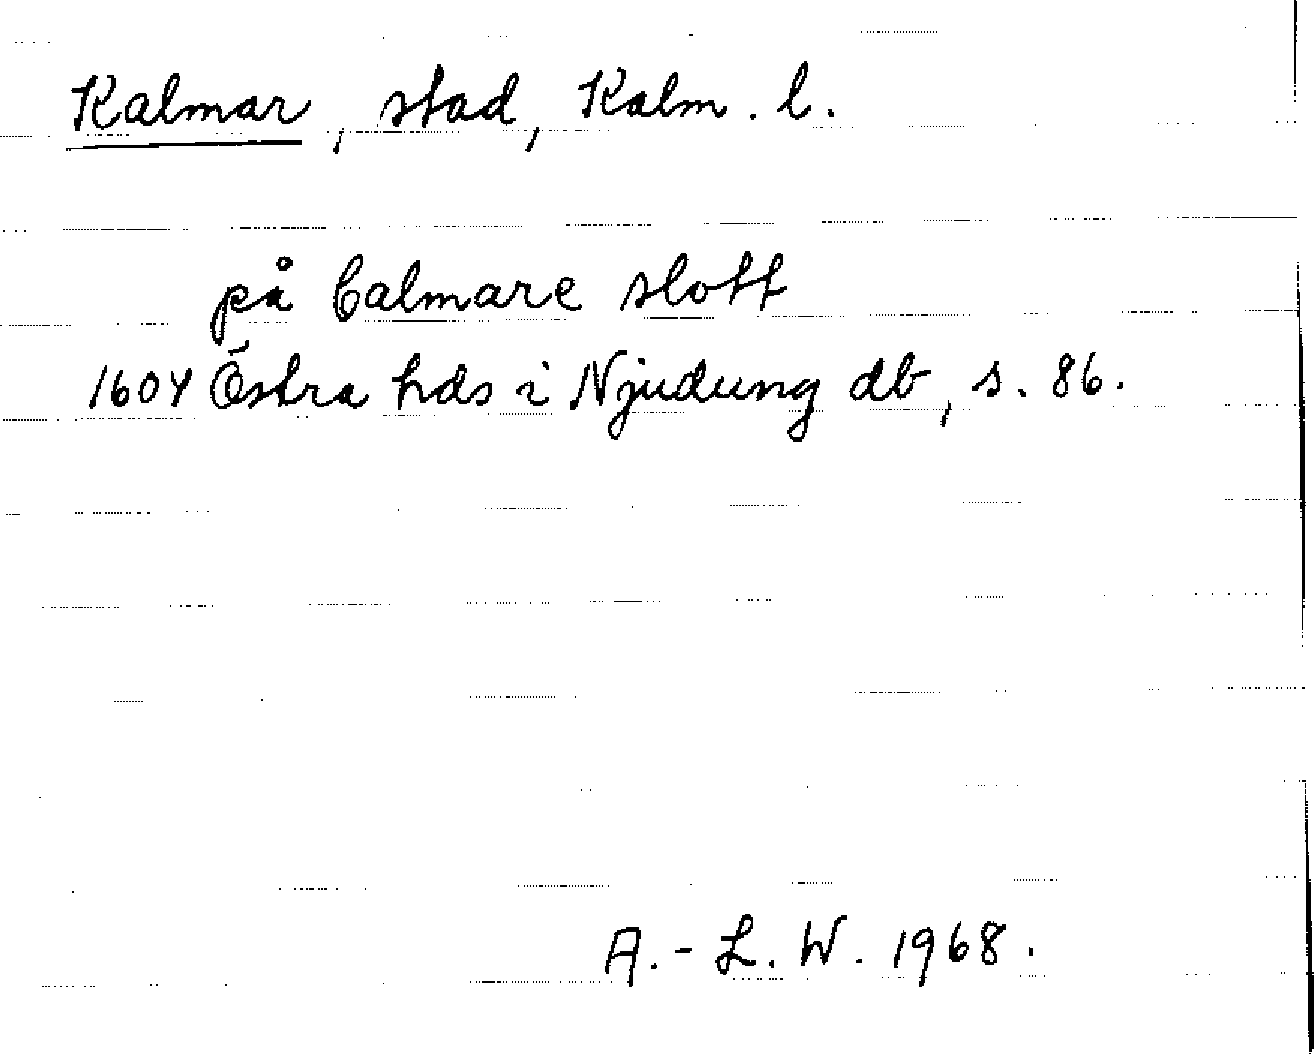 Kalmar, stad, Kalm. l.
på Calmare slott
1604 Östra hds i Njudung db, s. 86.
A.-L. W. 1968.